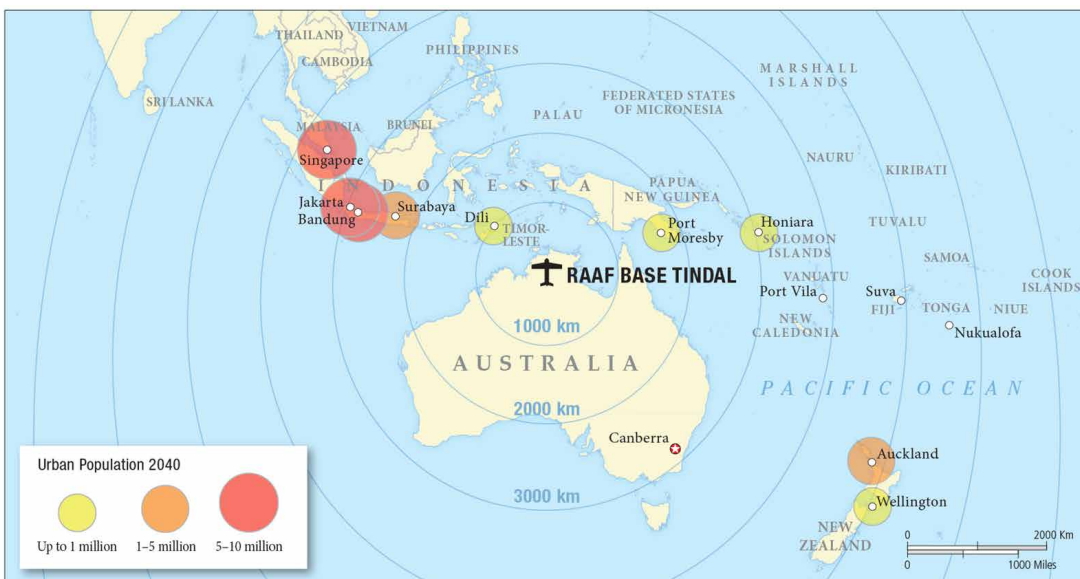 VIETNAM
THAILAND
CAMBODIA
PHILIPPINES
MARSHALL
ISLANDS
SRI LANKA
FEDERATED STATES
OF MICRONESIA
PALAU
MALAYSIA
BRUNEI
Singapore
NAURU
KIRIBATI
INDONESIA
PAPUA
NEW GUINEA
Jakarta
Bandung
Surabaya
Dili
TIMOR-
LESTE
Port
Moresby
Honiara
SOLOMON
ISLANDS
TUVALU
SAMOA
COOK
ISLANDS
RAAF BASE TINDAL
VANUATU
Port Vila
Suva
FIJI
TONGA
NIUE
NEW
CALEDONIA
Nukualofa
1000 km
AUSTRALIA
PACIFIC OCEAN
2000 km
Canberra
Auckland
3000 km
Wellington
NEW
ZEALAND
Urban Population 2040
Up to 1 million
1–5 million
5–10 million
0 2000 Km
0 1000 Miles